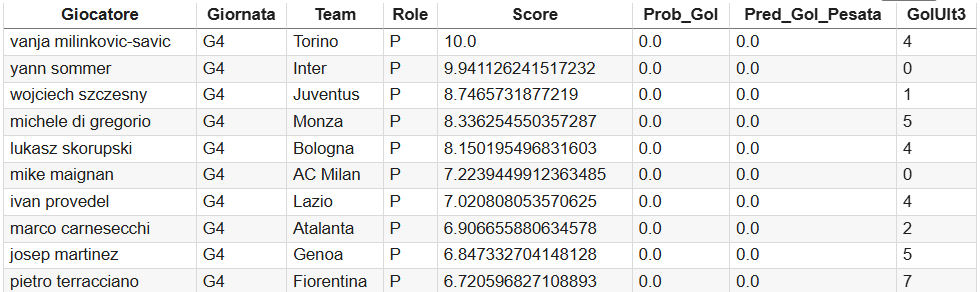 Giocatore Giornata Team Role Score Prob_Gol Pred_Gol_Pesata GolUlt3
vanja milinkovic-savic G4 Torino P 10.0 0.0 0.0 4
yann sommer G4 Inter P 9.941126241517232 0.0 0.0 0
wojciech szczesny G4 Juventus P 8.7465731877219 0.0 0.0 1
michele di gregorio G4 Monza P 8.336254550357287 0.0 0.0 5
lukasz skorupski G4 Bologna P 8.150195496831603 0.0 0.0 4
mike maignan G4 AC Milan P 7.2239449912363485 0.0 0.0 0
ivan provedel G4 Lazio P 7.020808053570625 0.0 0.0 4
marco carnesecchi G4 Atalanta P 6.906655880634578 0.0 0.0 2
josep martinez G4 Genoa P 6.847332704148128 0.0 0.0 5
pietro terracciano G4 Fiorentina P 6.720596827108893 0.0 0.0 7